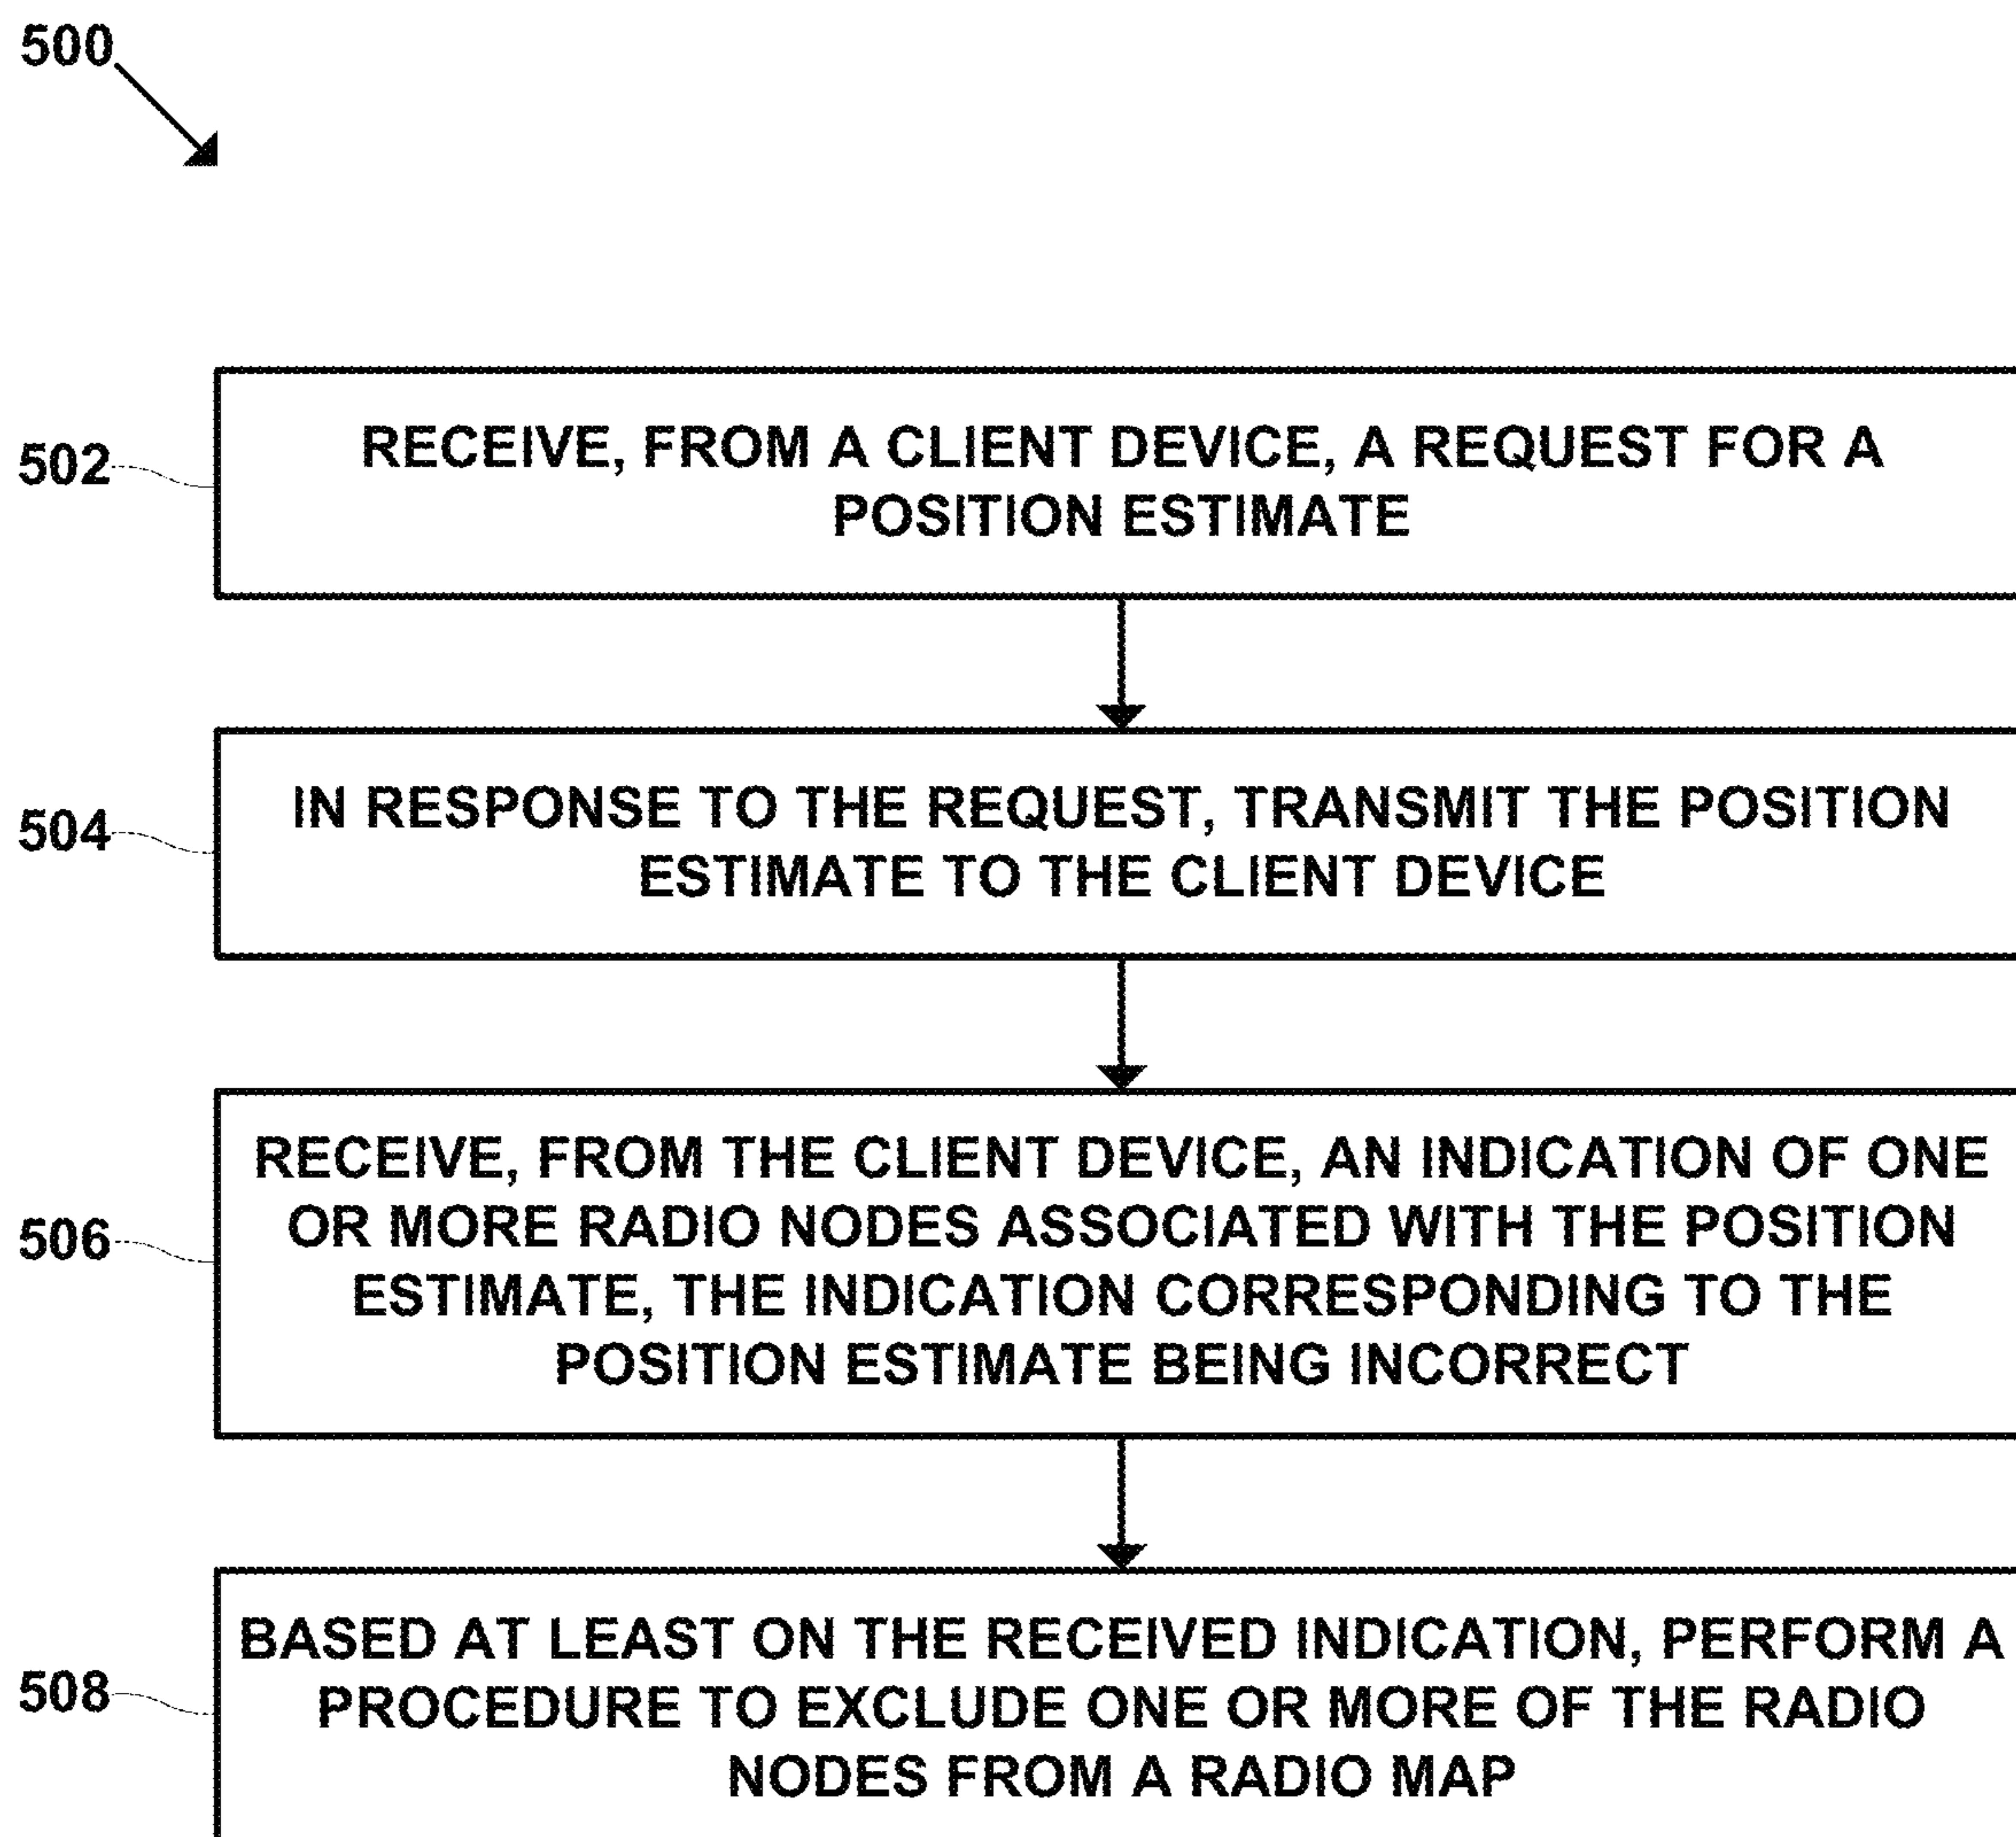 500
502
RECEIVE, FROM A CLIENT DEVICE, A REQUEST FOR A
POSITION ESTIMATE
504
IN RESPONSE TO THE REQUEST, TRANSMIT THE POSITION
ESTIMATE TO THE CLIENT DEVICE
506
RECEIVE, FROM THE CLIENT DEVICE, AN INDICATION OF ONE
OR MORE RADIO NODES ASSOCIATED WITH THE POSITION
ESTIMATE, THE INDICATION CORRESPONDING TO THE
POSITION ESTIMATE BEING INCORRECT
508
BASED AT LEAST ON THE RECEIVED INDICATION, PERFORM A
PROCEDURE TO EXCLUDE ONE OR MORE OF THE RADIO
NODES FROM A RADIO MAP